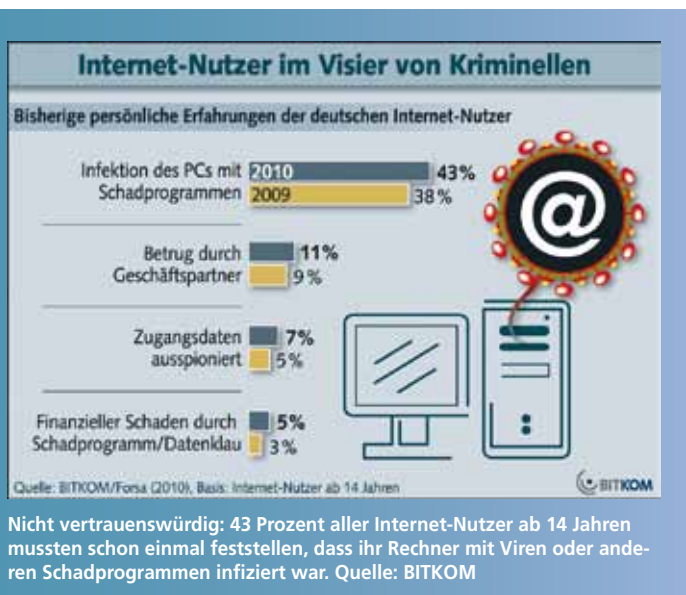 Internet-Nutzer im Visier von Kriminellen
Bisherige persönliche Erfahrungen der deutschen Internet-Nutzer
Infektion des PCs mit 2010 43%
Schadprogrammen 2009 38%
@
Betrug durch 11%
Geschäftspartner 9%
Zugangsdaten 7%
ausspioniert 5%
Finanzieller Schaden durch 5%
Schadprogramm/Datenklau 3%
Quelle: BITKOM/Forsa (2010), Basis: Internet-Nutzer ab 14 Jahren
BITKOM
Nicht vertrauenswürdig: 43 Prozent aller Internet-Nutzer ab 14 Jahren
mussten schon einmal feststellen, dass ihr Rechner mit Viren oder ande-
ren Schadprogrammen infiziert war. Quelle: BITKOM